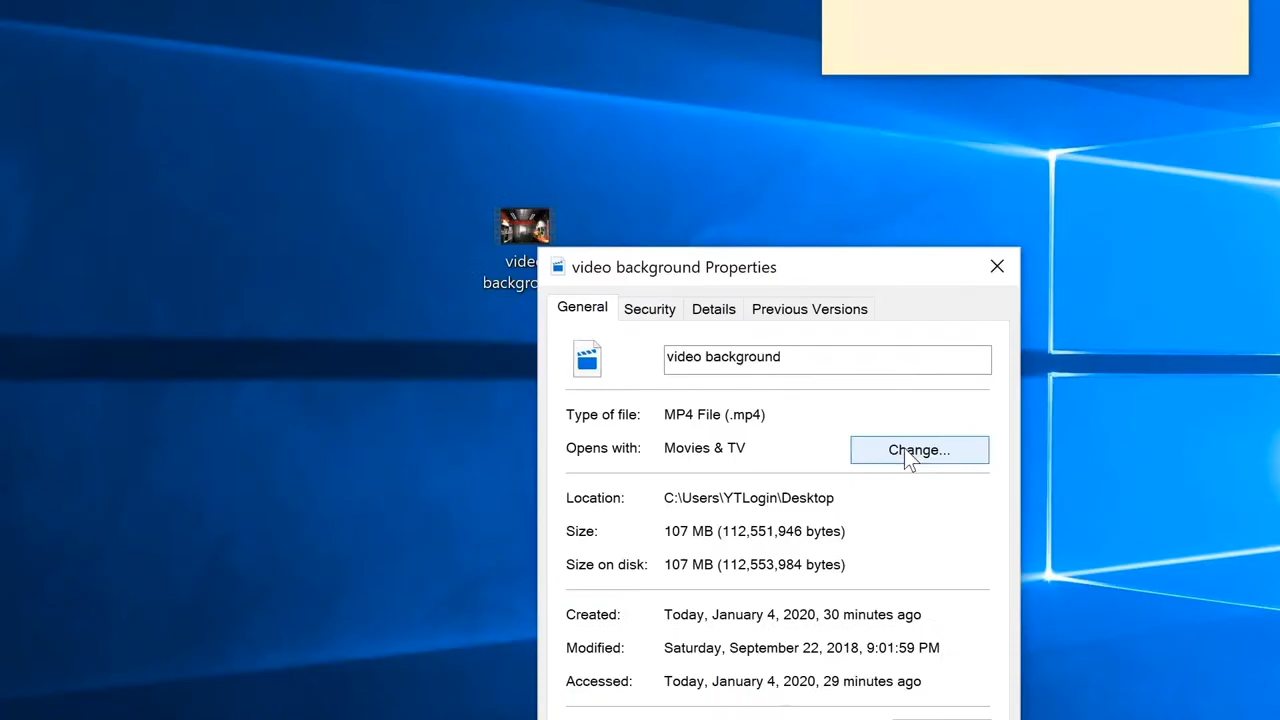 vide
backgro
video background Properties
General
Security
Details
Previous Versions
video background
Type of file: MP4 File (.mp4)
Opens with: Movies & TV
Change...
Location: C:\Users\YTLogin\Desktop
Size: 107 MB (112,551,946 bytes)
Size on disk: 107 MB (112,553,984 bytes)
Created: Today, January 4, 2020, 30 minutes ago
Modified: Saturday, September 22, 2018, 9:01:59 PM
Accessed: Today, January 4, 2020, 29 minutes ago